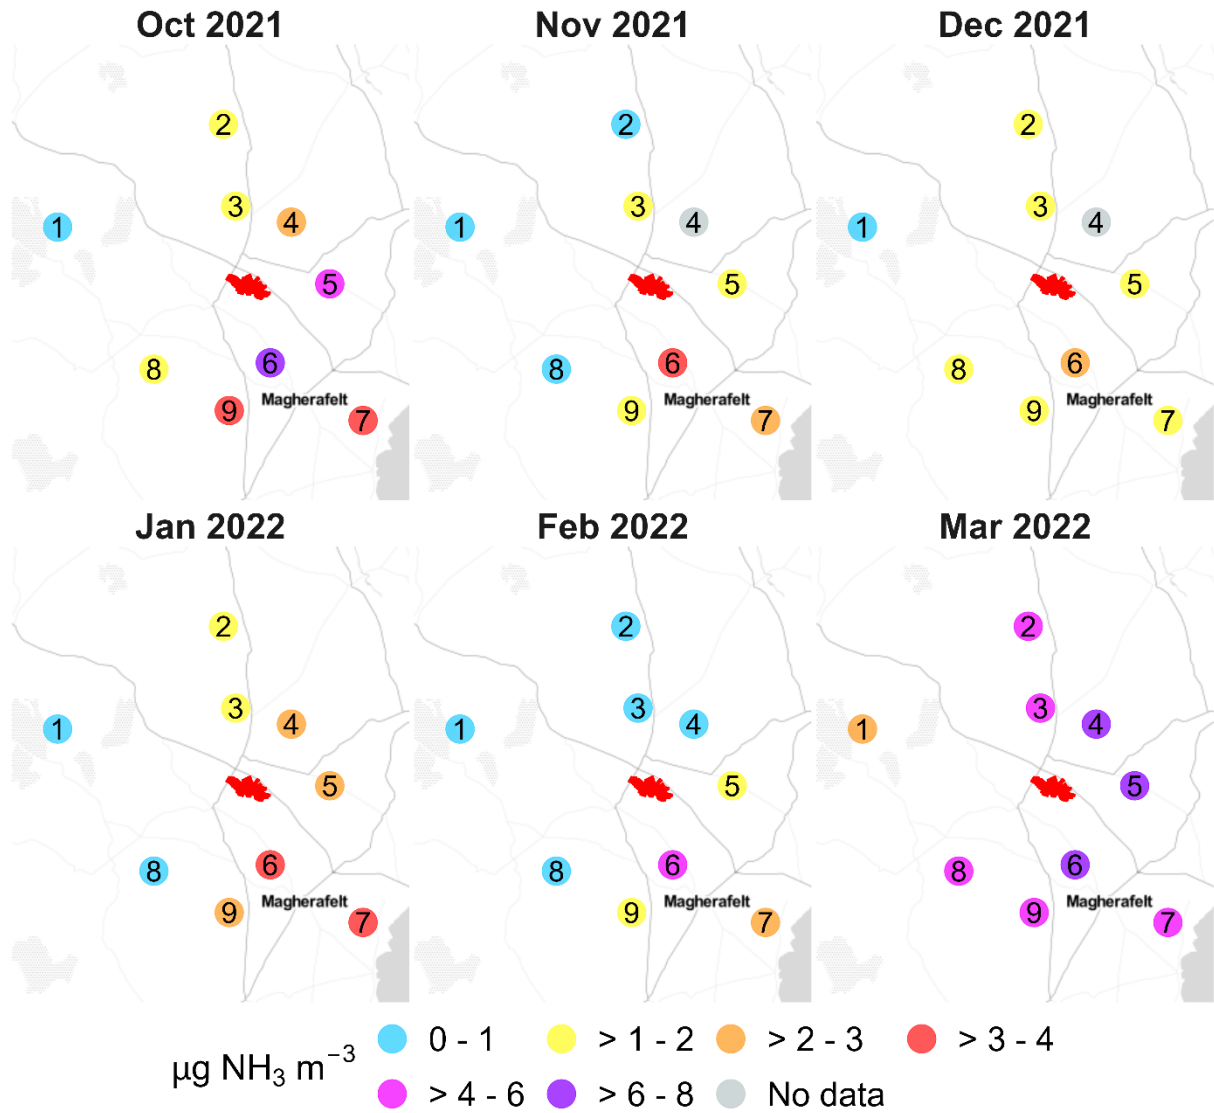 Oct 2021 Nov 2021 Dec 2021
2 2 2
3 4 3 4 3 4
1 1 1
5 5 5
8 6 8 6 8 6
Magherafelt Magherafelt Magherafelt
9 7 9 7 9 7
Jan 2022 Feb 2022 Mar 2022
2 2 2
3 4 3 4 3 4
1 1 1
5 5 5
8 6 8 6 8 6
Magherafelt Magherafelt Magherafelt
9 7 9 7 9 7
µg NH₃ m⁻³
0 - 1 > 1 - 2 > 2 - 3 > 3 - 4
> 4 - 6 > 6 - 8 No data